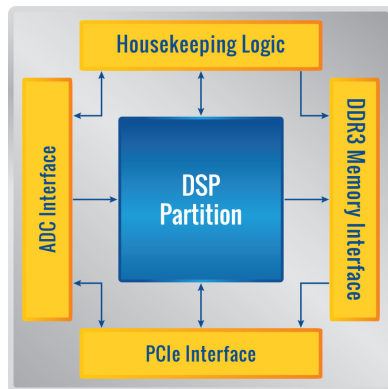 Housekeeping Logic
ADC Interface
DSP
Partition
DDR3 Memory Interface
PCIe Interface